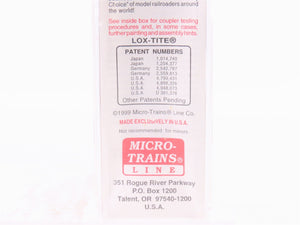 Choice" of model railroaders around
the world.
See inside box for coupler testing
procedures and, in some cases,
further painting and assembly hints.
LOX-TITE®
PATENT NUMBERS
Japan
Japan
Germany
Germany
U.S.A.
U.S.A.
U.S.A.
U.S.A.
Other Patents Pending
©1999 Micro-Trains® Line Co.
MADE EXCLUSIVELY IN U.S.A.
Not recommended for minors
MICRO-
TRAINS®
LINE
351 Rogue River Parkway
P.O. Box 1200
Talent, OR 97540-1200
U.S.A.